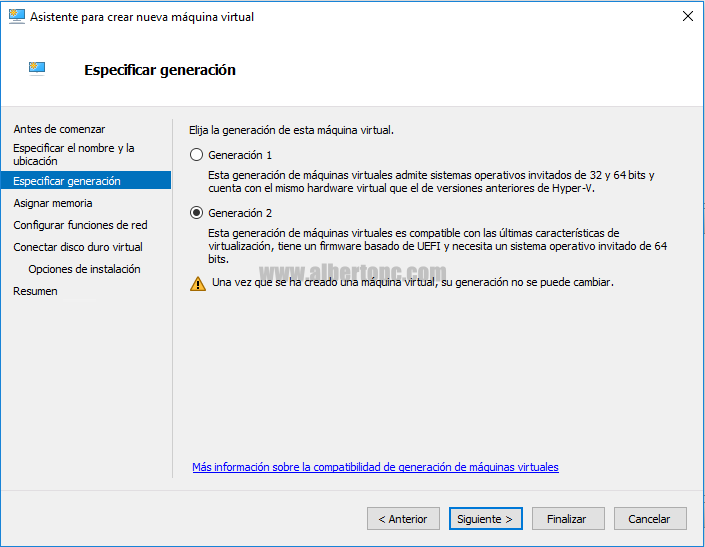 Asistente para crear nueva máquina virtual
Especificar generación
Antes de comenzar
Especificar el nombre y la
ubicación
Especificar generación
Asignar memoria
Configurar funciones de red
Conectar disco duro virtual
Opciones de instalación
Resumen
Elija la generación de esta máquina virtual.
Generación 1
Esta generación de máquinas virtuales admite sistemas operativos invitados de 32 y 64 bits y
cuenta con el mismo hardware virtual que el de versiones anteriores de Hyper-V.
Generación 2
Esta generación de máquinas virtuales es compatible con las últimas características de
virtualización, tiene un firmware basado de UEFI y necesita un sistema operativo invitado de 64
bits.
www.albertopc.com
Una vez que se ha creado una máquina virtual, su generación no se puede cambiar.
Más información sobre la compatibilidad de generación de máquinas virtuales
< Anterior
Siguiente >
Finalizar
Cancelar